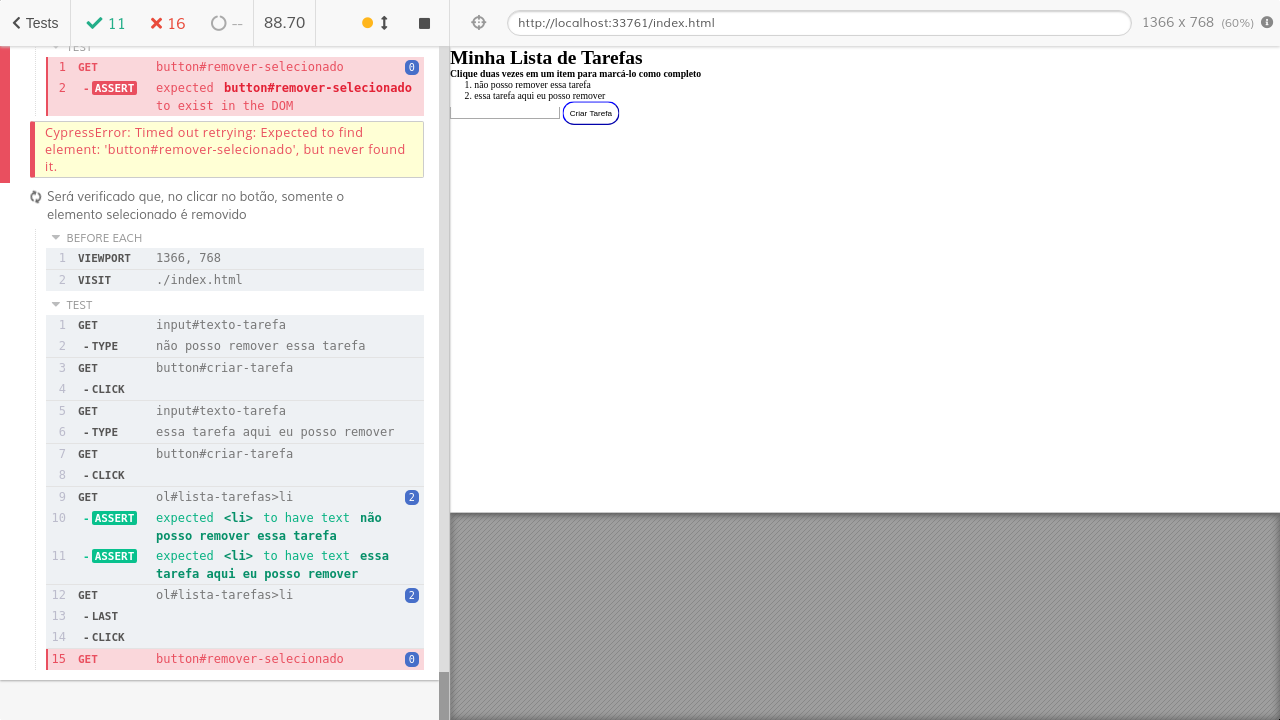 Tests
11
16
--
88.70
http://localhost:33761/index.html
1366 x 768 (60%)
TEST
1 GET button#remover-selecionado 0
2 - ASSERT expected button#remover-selecionado
to exist in the DOM
CypressError: Timed out retrying: Expected to find
element: 'button#remover-selecionado', but never found
it.
Será verificado que, no clicar no botão, somente o
elemento selecionado é removido
BEFORE EACH
1 VIEWPORT 1366, 768
2 VISIT ./index.html
TEST
1 GET input#texto-tarefa
2 - TYPE não posso remover essa tarefa
3 GET button#criar-tarefa
4 - CLICK
5 GET input#texto-tarefa
6 - TYPE essa tarefa aqui eu posso remover
7 GET button#criar-tarefa
8 - CLICK
9 GET ol#lista-tarefas>li 2
10 - ASSERT expected <li> to have text não
posso remover essa tarefa
11 - ASSERT expected <li> to have text essa
tarefa aqui eu posso remover
12 GET ol#lista-tarefas>li 2
13 - LAST
14 - CLICK
15 GET button#remover-selecionado 0
Minha Lista de Tarefas
Clique duas vezes em um item para marcá-lo como completo
1. não posso remover essa tarefa
2. essa tarefa aqui eu posso remover
Criar Tarefa